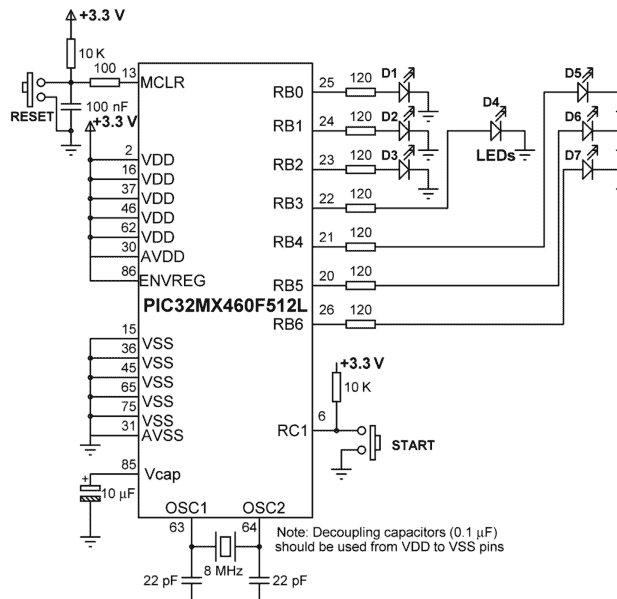 +3.3 V
10 K
100
13
MCLR
RESET
100 nF
+3.3 V
2
VDD
16
VDD
37
VDD
46
VDD
62
VDD
30
AVDD
86
ENVREG
PIC32MX460F512L
15
VSS
36
VSS
45
VSS
65
VSS
75
VSS
31
AVSS
85
Vcap
+
10 µF
OSC1
OSC2
63
64
8 MHz
22 pF
22 pF
RB0
25
120
D1
RB1
24
120
D2
RB2
23
120
D3
RB3
22
120
D4
LEDs
RB4
21
120
D5
RB5
20
120
D6
RB6
26
120
D7
+3.3 V
10 K
RC1
6
START
Note: Decoupling capacitors (0.1 µF)
should be used from VDD to VSS pins